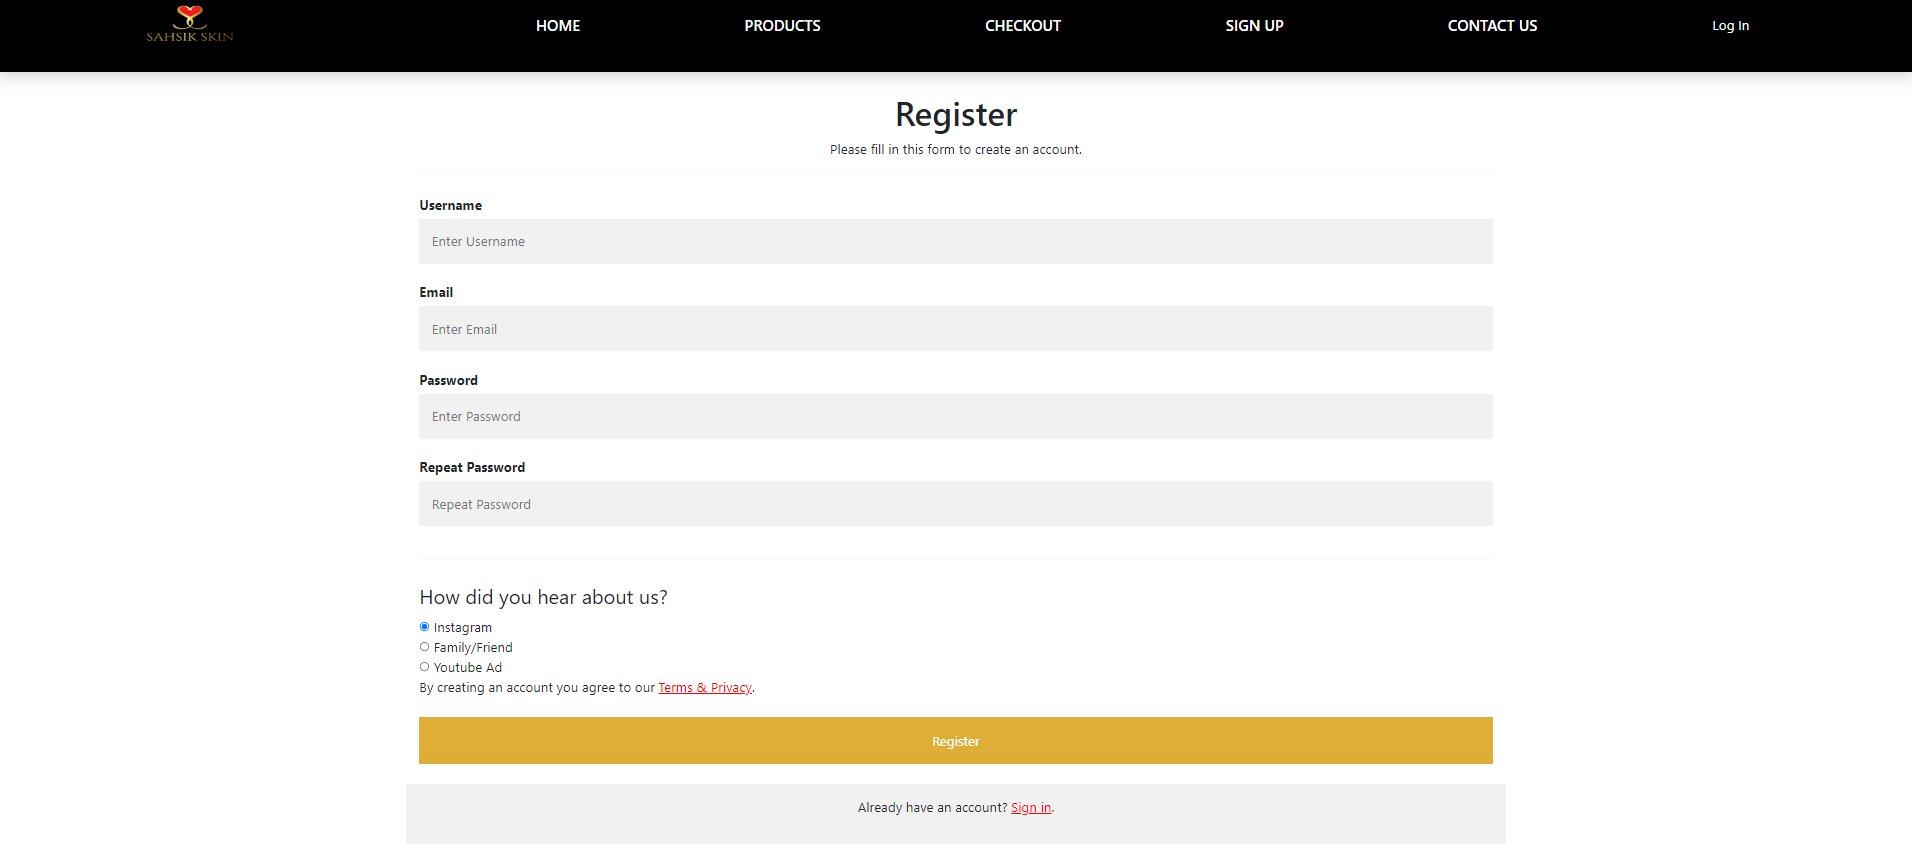 SAHSIK SKIN
HOME PRODUCTS CHECKOUT SIGN UP CONTACT US Log In
Register
Please fill in this form to create an account.
Username
Enter Username
Email
Enter Email
Password
Enter Password
Repeat Password
Repeat Password
How did you hear about us?
Instagram
Family/Friend
Youtube Ad
By creating an account you agree to our Terms & Privacy.
Register
Already have an account? Sign in.